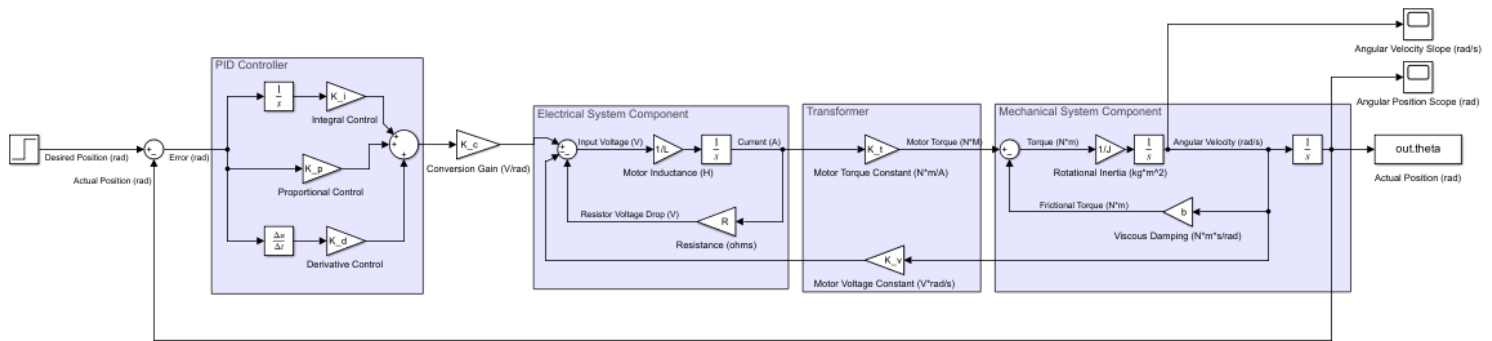 Angular Velocity Slope (rad/s)
Angular Position Scope (rad)
PID Controller
1
s
K_i
Integral Control
Desired Position (rad)
+
-
Error (rad)
Actual Position (rad)
K_p
Proportional Control
Δu
Δt
K_d
Derivative Control
+
+
+
K_c
Conversion Gain (V/rad)
Electrical System Component
+
-
-
Input Voltage (V)
1/L
Motor Inductance (H)
1
s
Current (A)
Resistor Voltage Drop (V)
R
Resistance (ohms)
Transformer
K_t
Motor Torque (N*M)
Motor Torque Constant (N*m/A)
K_v
Motor Voltage Constant (V*rad/s)
Mechanical System Component
+
-
Torque (N*m)
1/J
Rotational Inertia (kg*m^2)
1
s
Angular Velocity (rad/s)
1
s
Frictional Torque (N*m)
b
Viscous Damping (N*m*s/rad)
out.theta
Actual Position (rad)